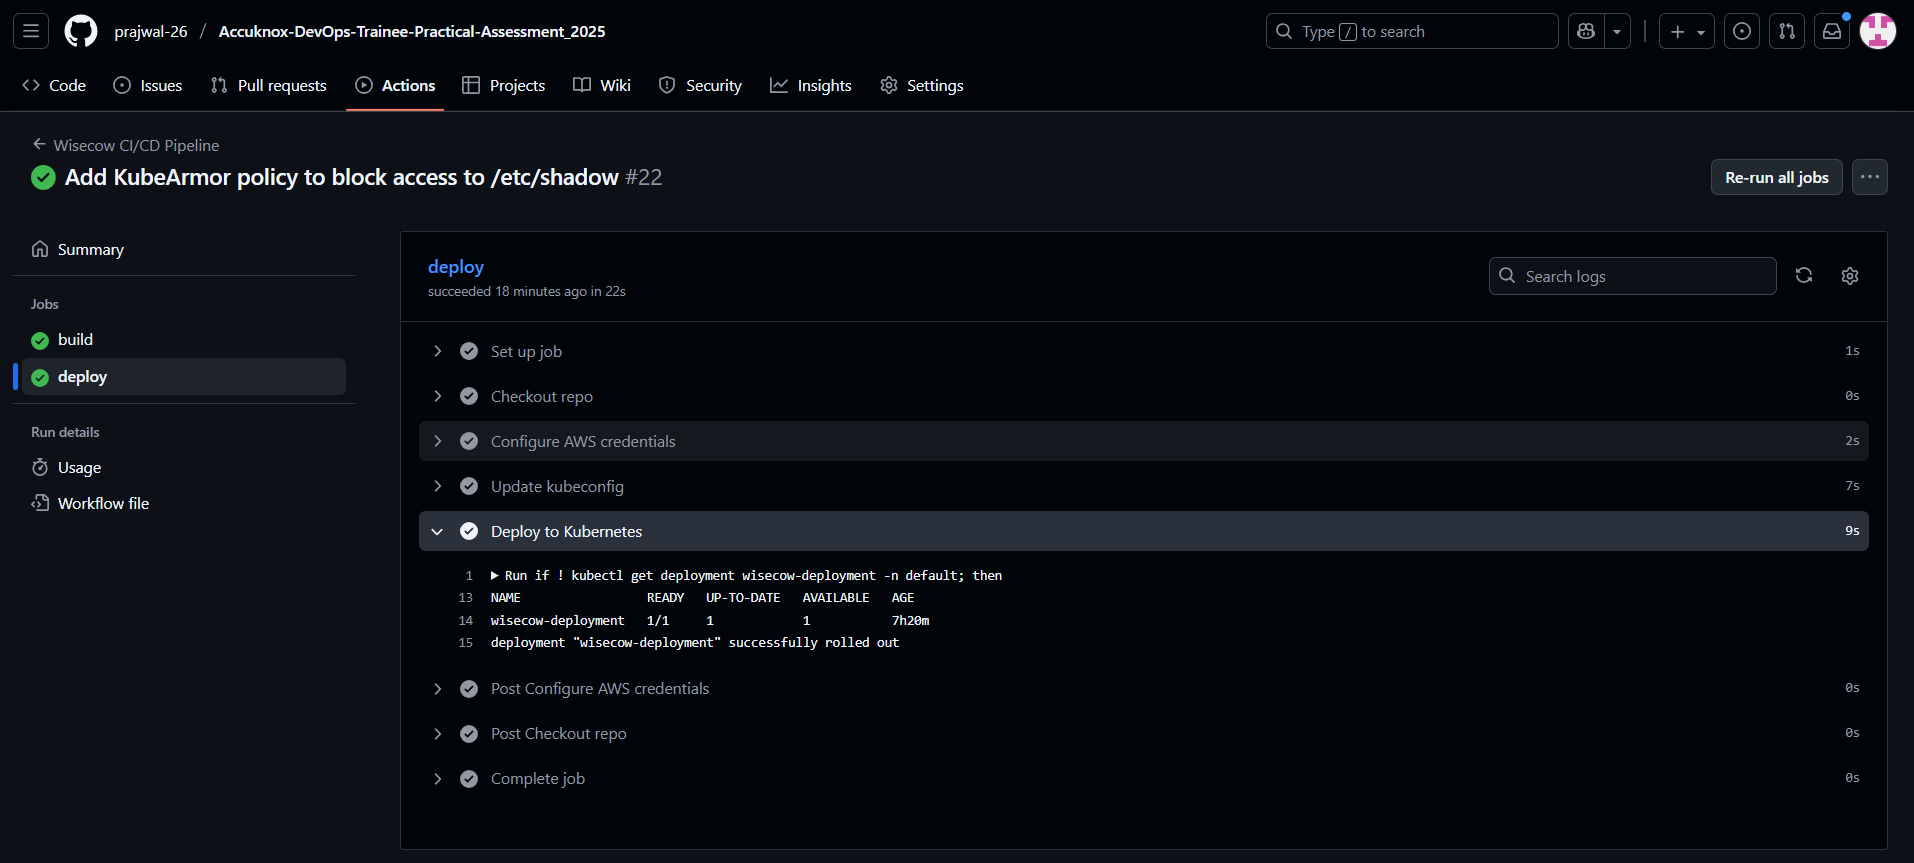 prajwal-26 / Accuknox-DevOps-Trainee-Practical-Assessment_2025
Type / to search
Code Issues Pull requests Actions Projects Wiki Security Insights Settings
Wisecow CI/CD Pipeline
Add KubeArmor policy to block access to /etc/shadow #22
Re-run all jobs
Summary
Jobs
build
deploy
Run details
Usage
Workflow file
deploy
succeeded 18 minutes ago in 22s
Search logs
Set up job 1s
Checkout repo 0s
Configure AWS credentials 2s
Update kubeconfig 7s
Deploy to Kubernetes 9s
1 Run if ! kubectl get deployment wisecow-deployment -n default; then
13 NAME READY UP-TO-DATE AVAILABLE AGE
14 wisecow-deployment 1/1 1 1 7h20m
15 deployment "wisecow-deployment" successfully rolled out
Post Configure AWS credentials 0s
Post Checkout repo 0s
Complete job 0s